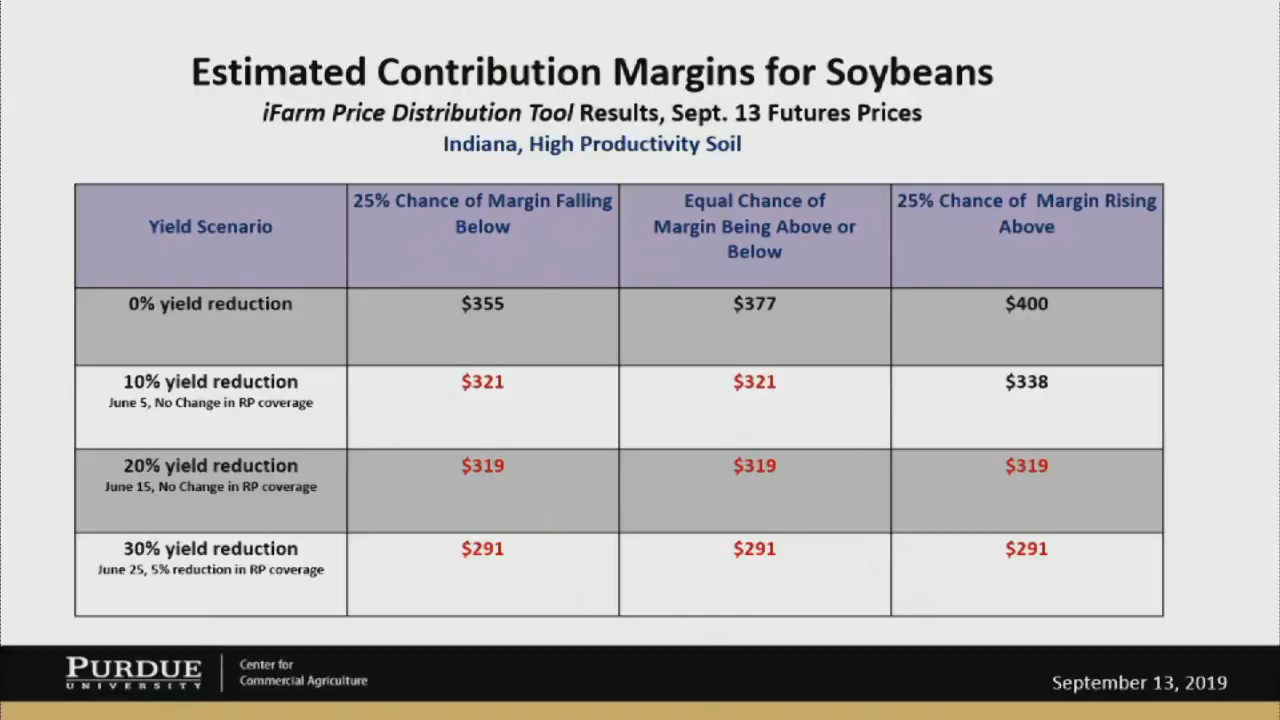 Estimated Contribution Margins for Soybeans
iFarm Price Distribution Tool Results, Sept. 13 Futures Prices
Indiana, High Productivity Soil
Yield Scenario
25% Chance of Margin Falling
Below
Equal Chance of
Margin Being Above or
Below
25% Chance of Margin Rising
Above
0% yield reduction
$355
$377
$400
10% yield reduction
June 5, No Change in RP coverage
$321
$321
$338
20% yield reduction
June 15, No Change in RP coverage
$319
$319
$319
30% yield reduction
June 25, 5% reduction in RP coverage
$291
$291
$291
PURDUE
UNIVERSITY
Center for
Commercial Agriculture
September 13, 2019